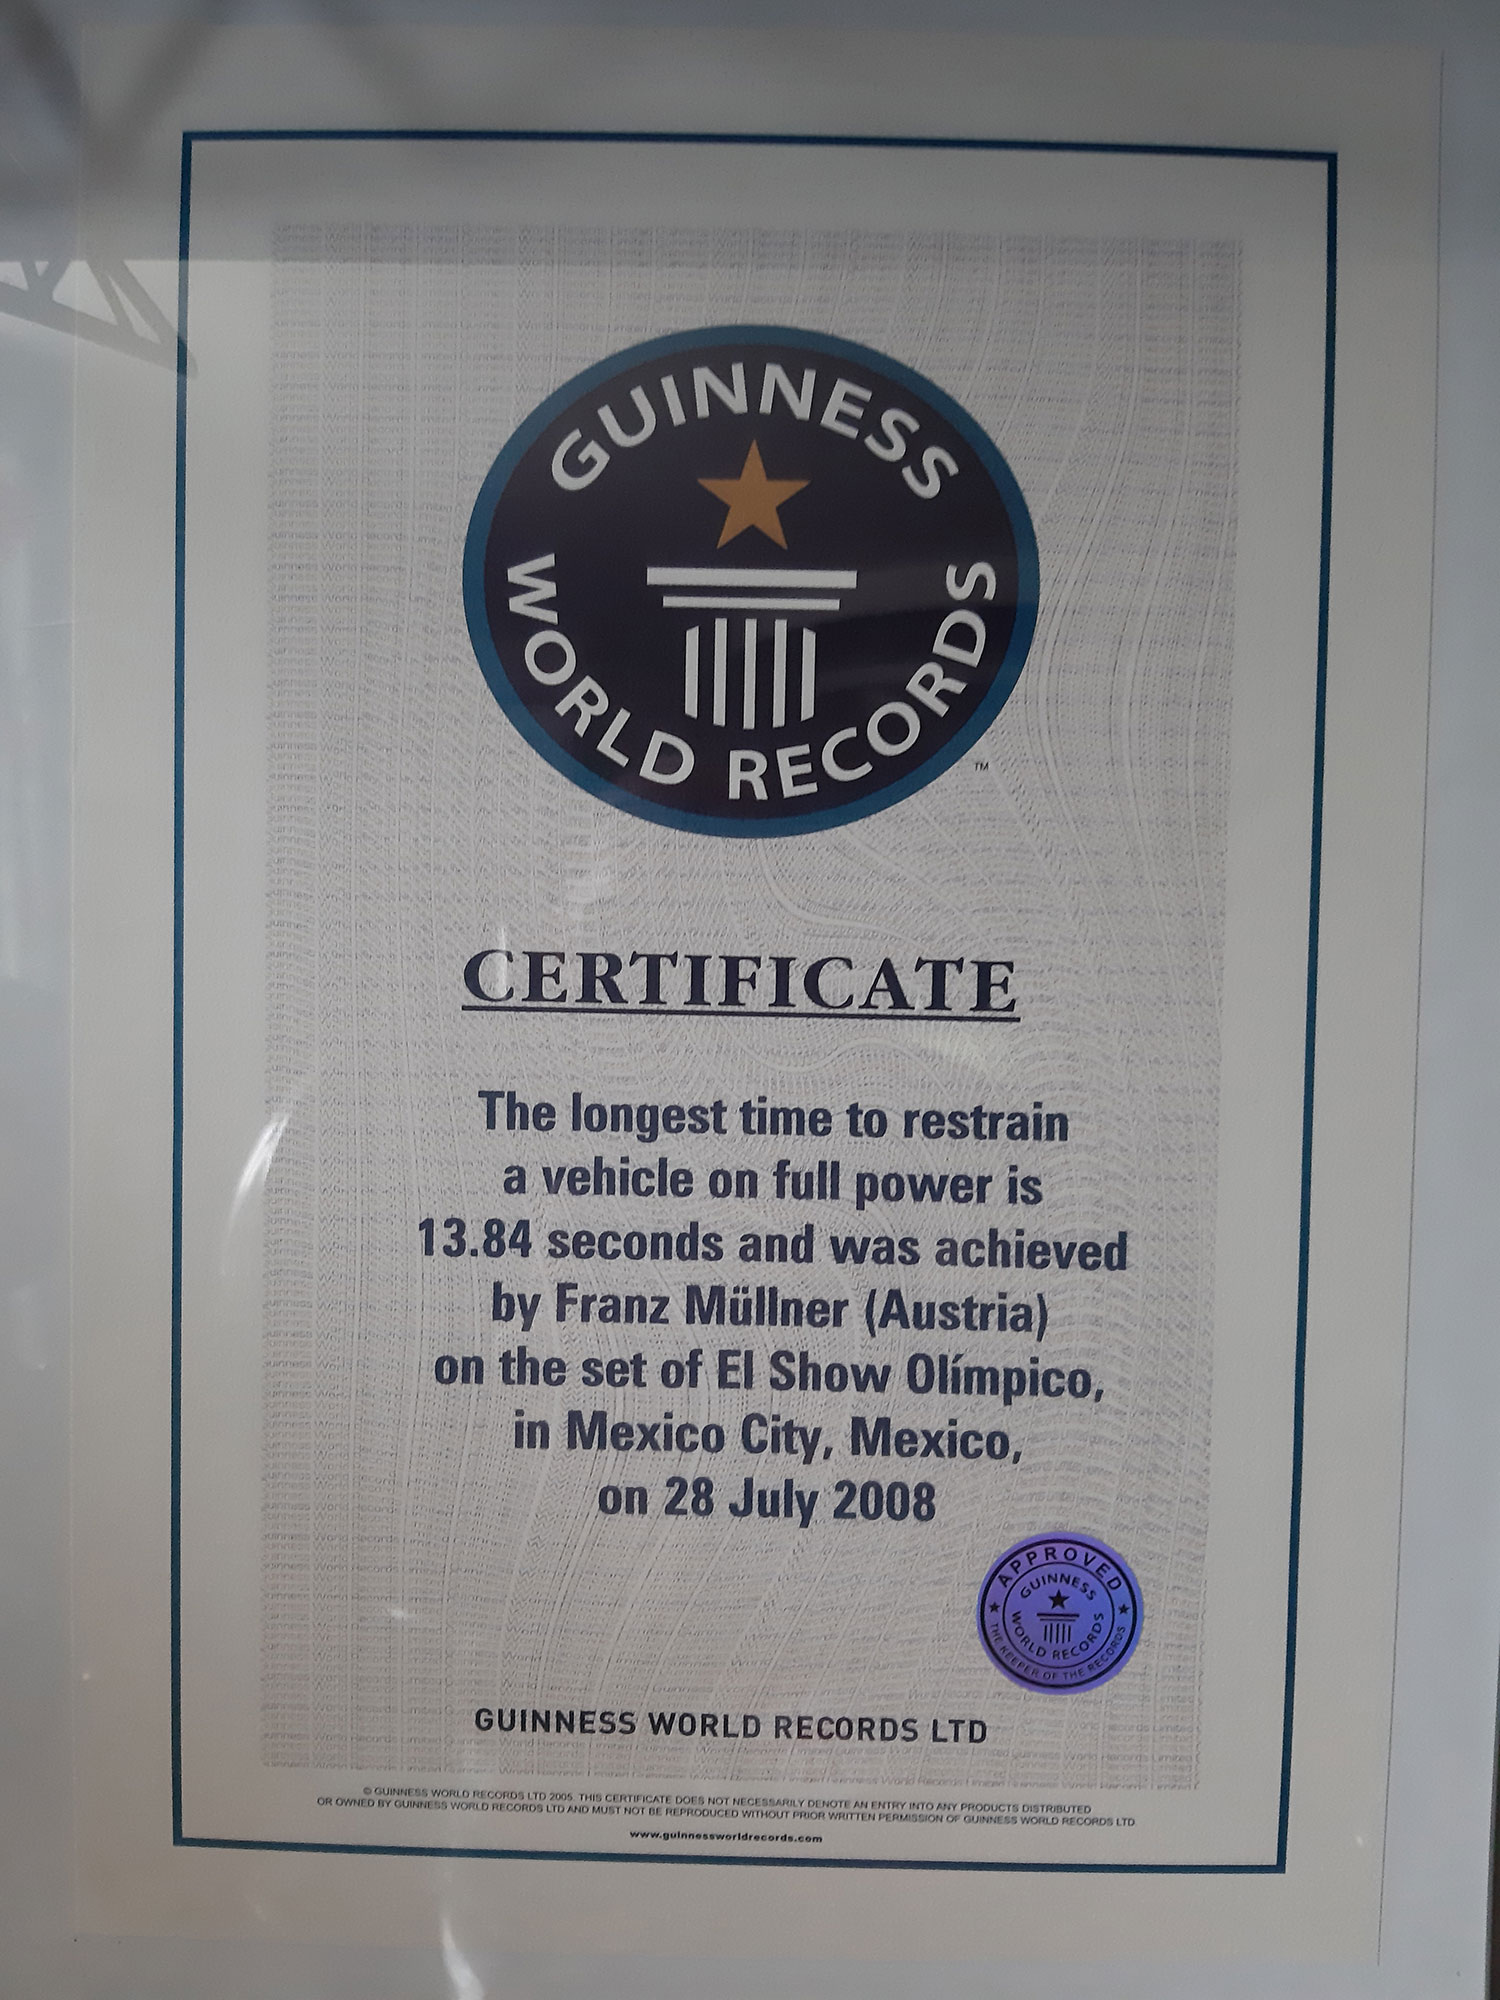 GUINNESS
WORLD RECORDS
™
CERTIFICATE
The longest time to restrain
a vehicle on full power is
13.84 seconds and was achieved
by Franz Müllner (Austria)
on the set of El Show Olímpico,
in Mexico City, Mexico,
on 28 July 2008
APPROVED
GUINNESS
WORLD RECORDS
THE KEEPER OF THE RECORDS
GUINNESS WORLD RECORDS LTD
© GUINNESS WORLD RECORDS LTD 2005. THIS CERTIFICATE DOES NOT NECESSARILY DENOTE AN ENTRY INTO ANY PRODUCTS DISTRIBUTED
OR OWNED BY GUINNESS WORLD RECORDS LTD AND MUST NOT BE REPRODUCED WITHOUT PRIOR WRITTEN PERMISSION OF GUINNESS WORLD RECORDS LTD.
www.guinnessworldrecords.com